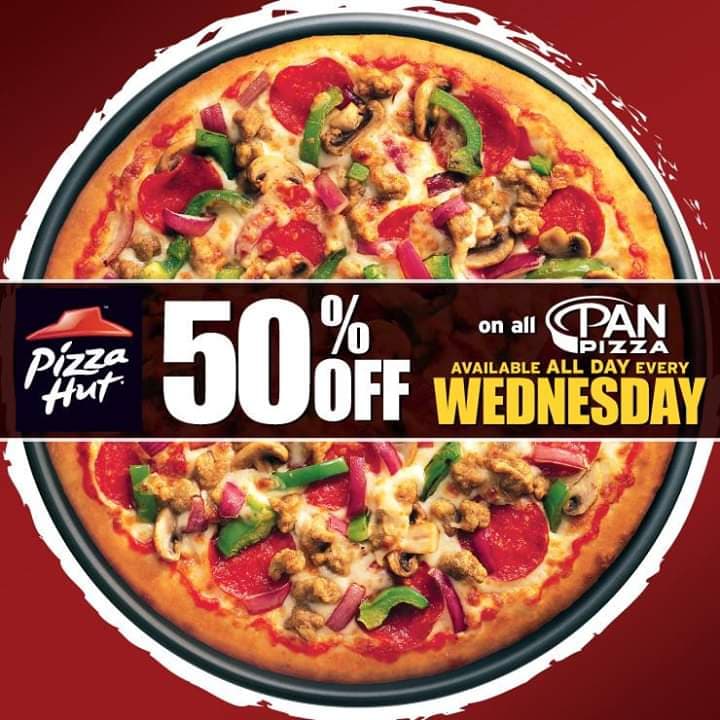 Pizza
Hut
50% OFF
on all PAN
PIZZA
AVAILABLE ALL DAY EVERY
WEDNESDAY